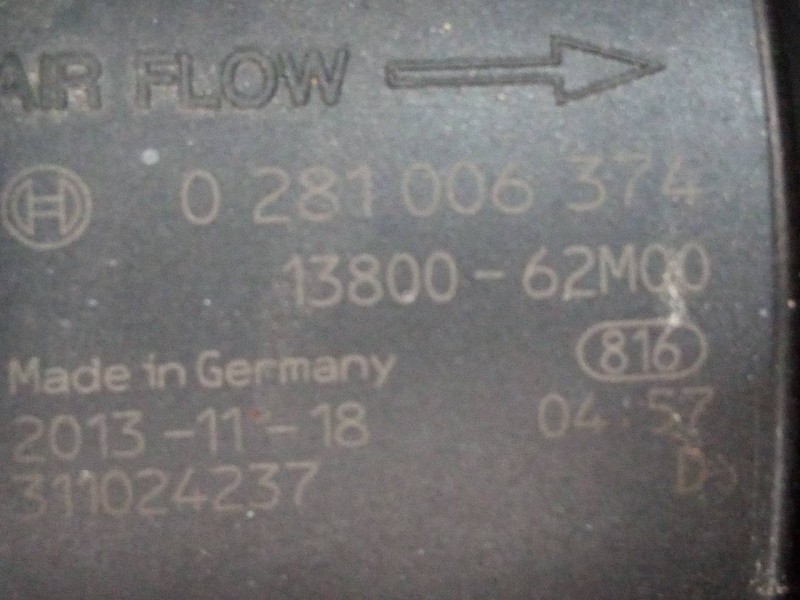 AIR FLOW
0 281 006 374
13800-62M00
816
Made in Germany
2013-11-18 04:57
311024237 D